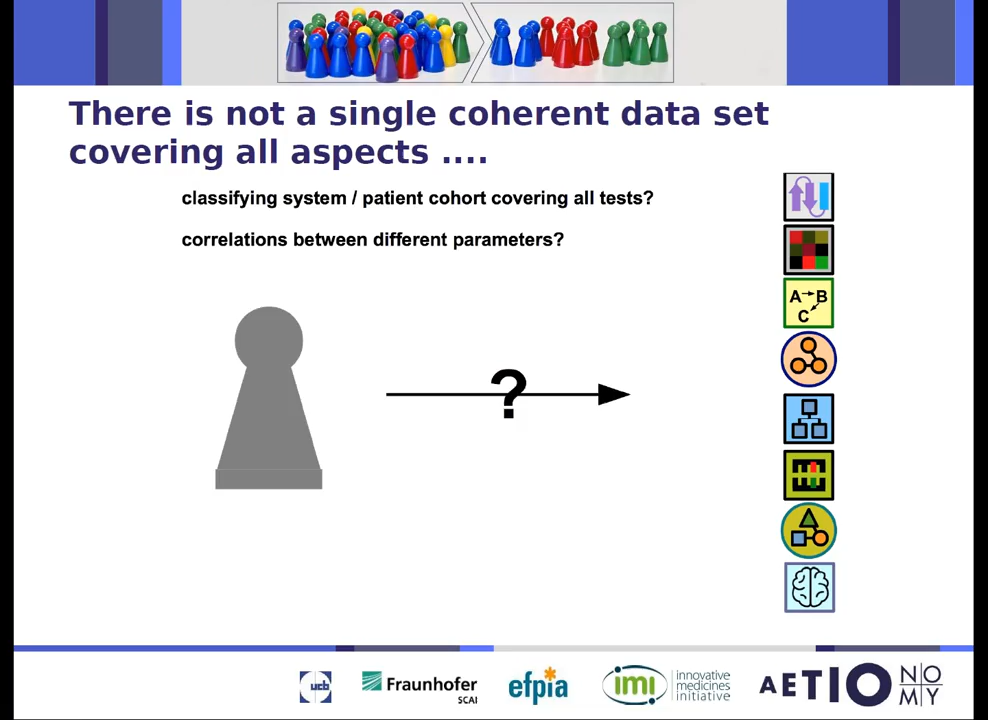 There is not a single coherent data set
covering all aspects ....
classifying system / patient cohort covering all tests?
correlations between different parameters?
A B
C
?
ucb
Fraunhofer
SCAI
efpia
imi
innovative
medicines
initiative
AETIONOMY